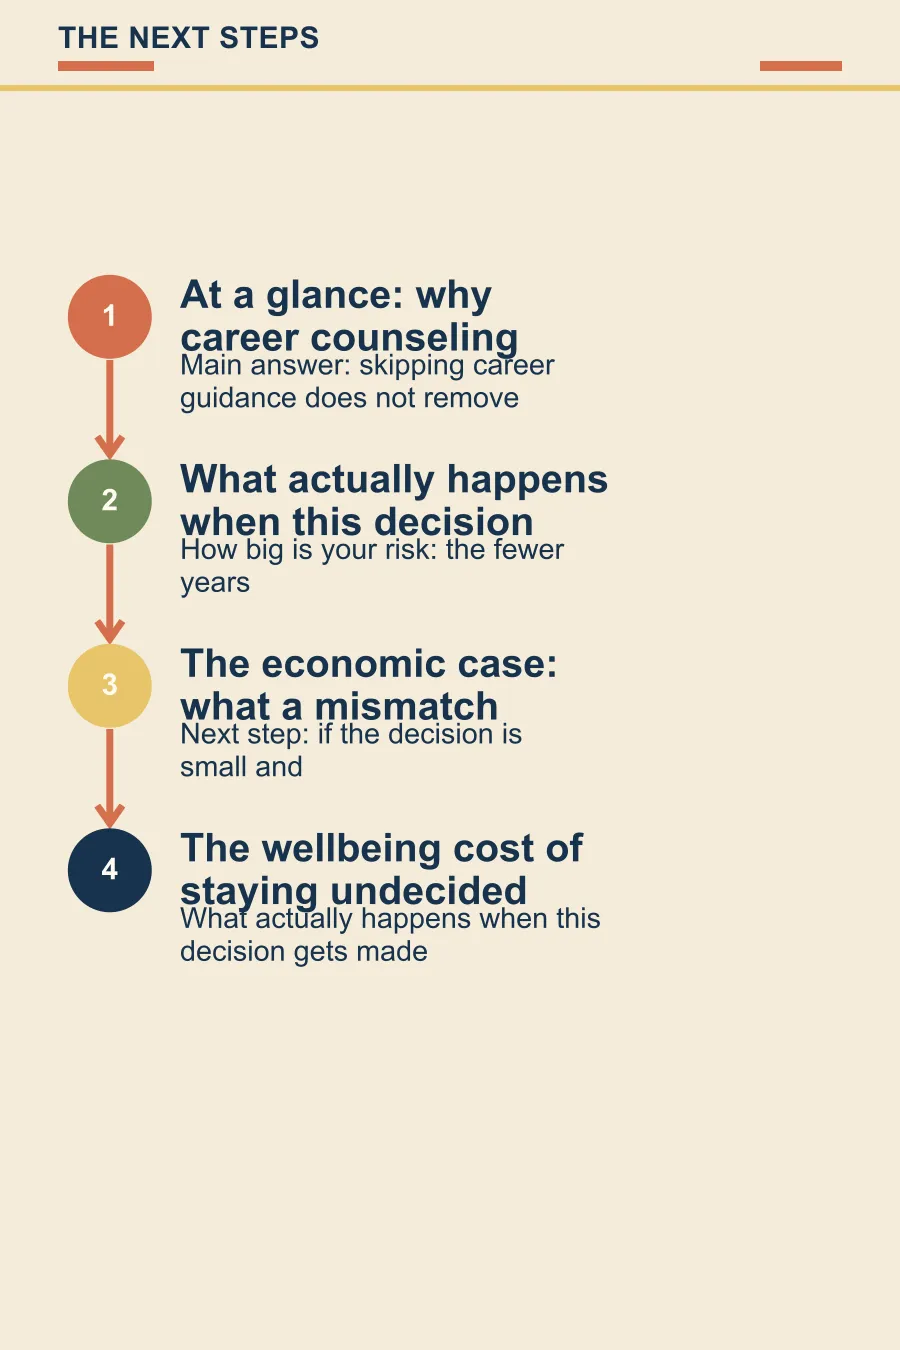 THE NEXT STEPS
1
At a glance: why
career counseling
Main answer: skipping career
guidance does not remove
2
What actually happens
when this decision
How big is your risk: the fewer
years
3
The economic case:
what a mismatch
Next step: if the decision is
small and
4
The wellbeing cost of
staying undecided
What actually happens when this
decision gets made